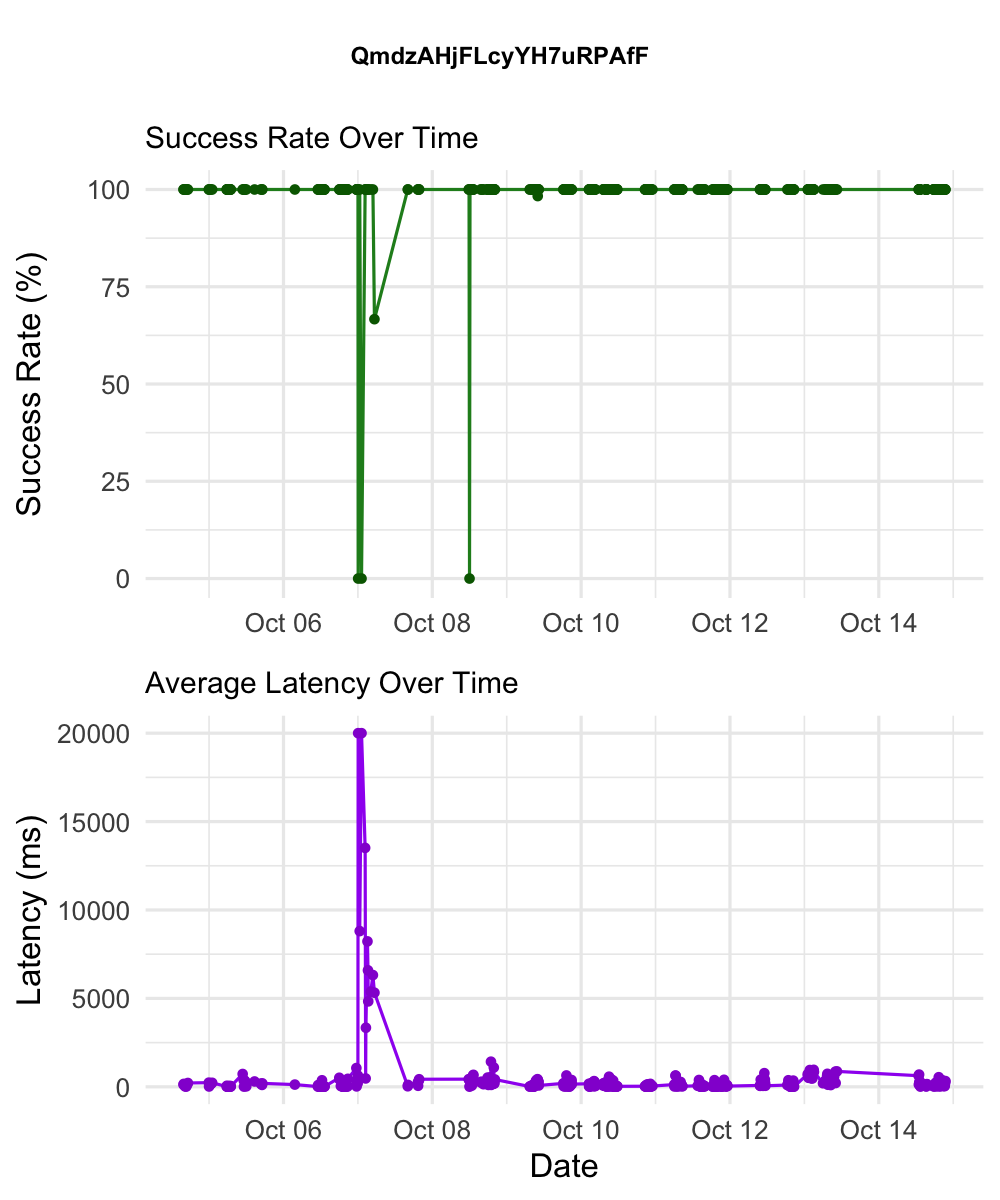 QmdzAHjFLcyYH7uRPAfF
Success Rate Over Time
Success Rate (%)
100
75
50
25
0
Oct 06 Oct 08 Oct 10 Oct 12 Oct 14
Average Latency Over Time
Latency (ms)
20000
15000
10000
5000
0
Oct 06 Oct 08 Oct 10 Oct 12 Oct 14
Date